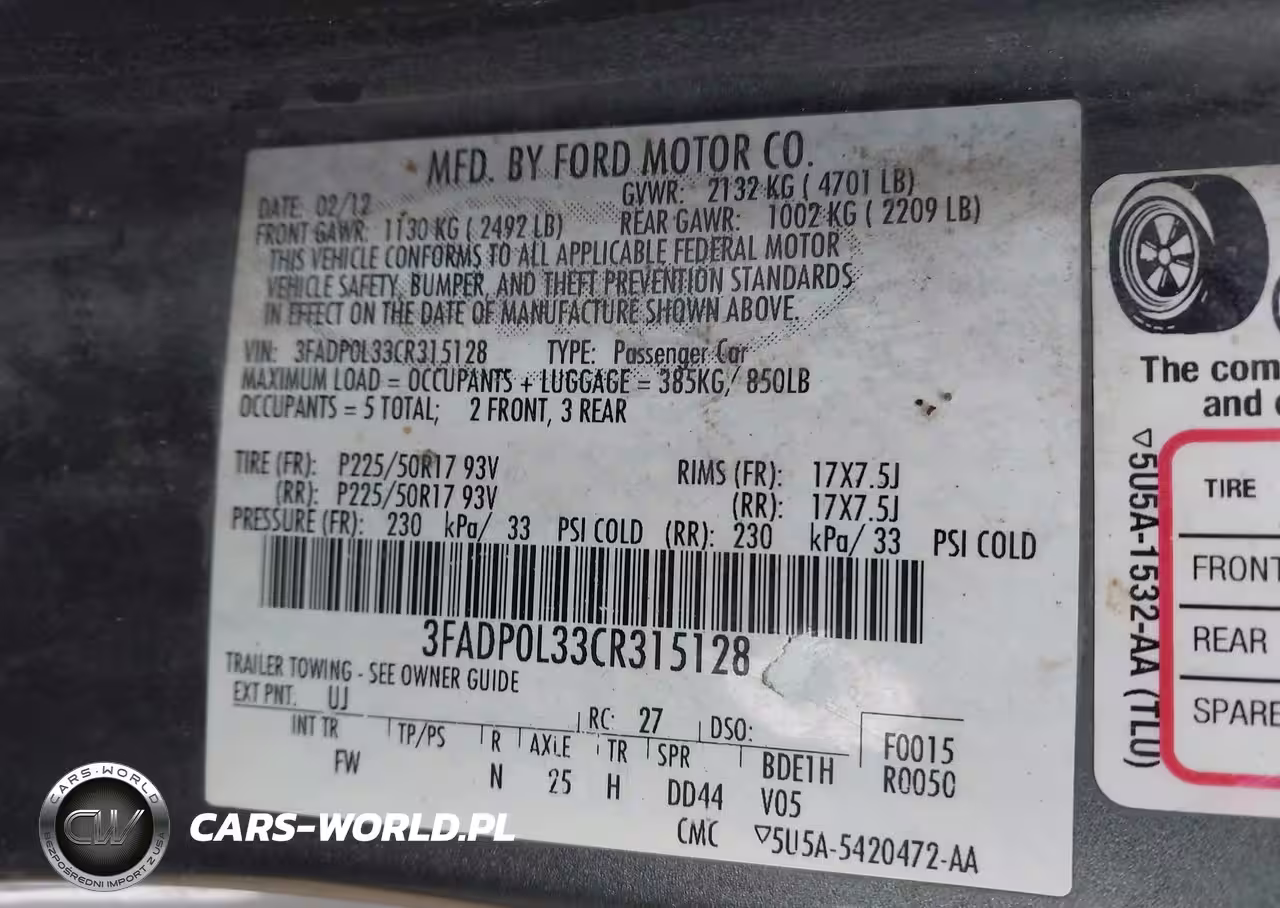 MFD. BY FORD MOTOR CO.
DATE: 02/12 GVWR: 2132 KG ( 4701 LB)
FRONT GAWR: 1130 KG ( 2492 LB) REAR GAWR: 1002 KG ( 2209 LB)
THIS VEHICLE CONFORMS TO ALL APPLICABLE FEDERAL MOTOR
VEHICLE SAFETY, BUMPER, AND THEFT PREVENTION STANDARDS
IN EFFECT ON THE DATE OF MANUFACTURE SHOWN ABOVE.
VIN: 3FADP0L33CR315128 TYPE: Passenger Car
MAXIMUM LOAD = OCCUPANTS + LUGGAGE = 385KG/ 850LB
OCCUPANTS = 5 TOTAL; 2 FRONT, 3 REAR
TIRE (FR): P225/50R17 93V RIMS (FR): 17X7.5J
(RR): P225/50R17 93V (RR): 17X7.5J
PRESSURE (FR): 230 kPa/ 33 PSI COLD (RR): 230 kPa/ 33 PSI COLD
3FADP0L33CR315128
TRAILER TOWING - SEE OWNER GUIDE
EXT PNT: UJ RC: 27 DSO: F0015
INT TR TP/PS R AXLE TR SPR BDE1H R0050
FW N 25 H DD44 V05
CMC ▽5U5A-5420472-AA
The com
and
▽5U5A-1532-AA (TLU)
TIRE
FRONT
REAR
SPARE
CARS-WORLD
CW
BEZPOŚREDNI IMPORT Z USA
CARS-WORLD.PL